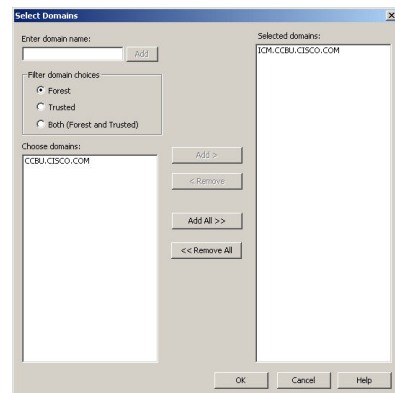 Select Domains
Enter domain name:
Add
Filter domain choices
Forest
Trusted
Both (Forest and Trusted)
Choose domains:
CCBU.CISCO.COM
Add >
< Remove
Add All >>
<< Remove All
Selected domains:
ICM.CCBU.CISCO.COM
OK
Cancel
Help